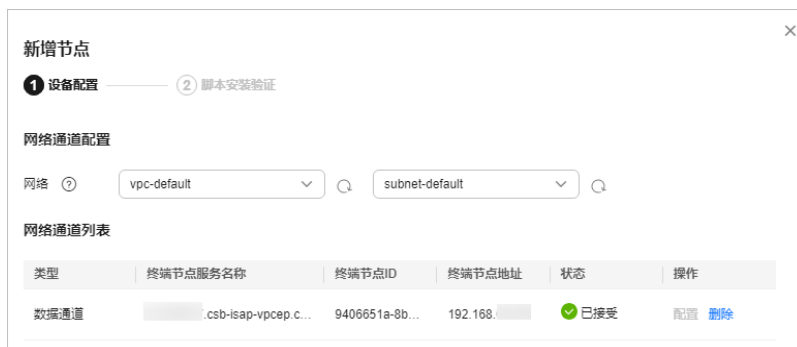 新增节点
1 设备配置 2 脚本安装验证
网络通道配置
网络 ? vpc-default subnet-default
网络通道列表
类型 终端节点服务名称 终端节点ID 终端节点地址 状态 操作
数据通道 .csb-isap-vpcep.c... 9406651a-8b... 192.168. 已接受 配置 删除